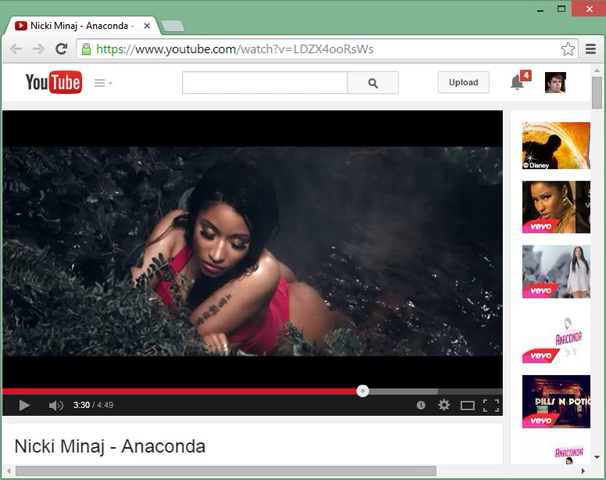 Nicki Minaj - Anaconda -
https://www.youtube.com/watch?v=LDZX4ooRsWs
YouTube
Upload
4
© Disney
vevo
vevo
ANACONDA
vevo
PILLS N POTIO
vevo
ANACONDA
3:30 / 4:49
Nicki Minaj - Anaconda